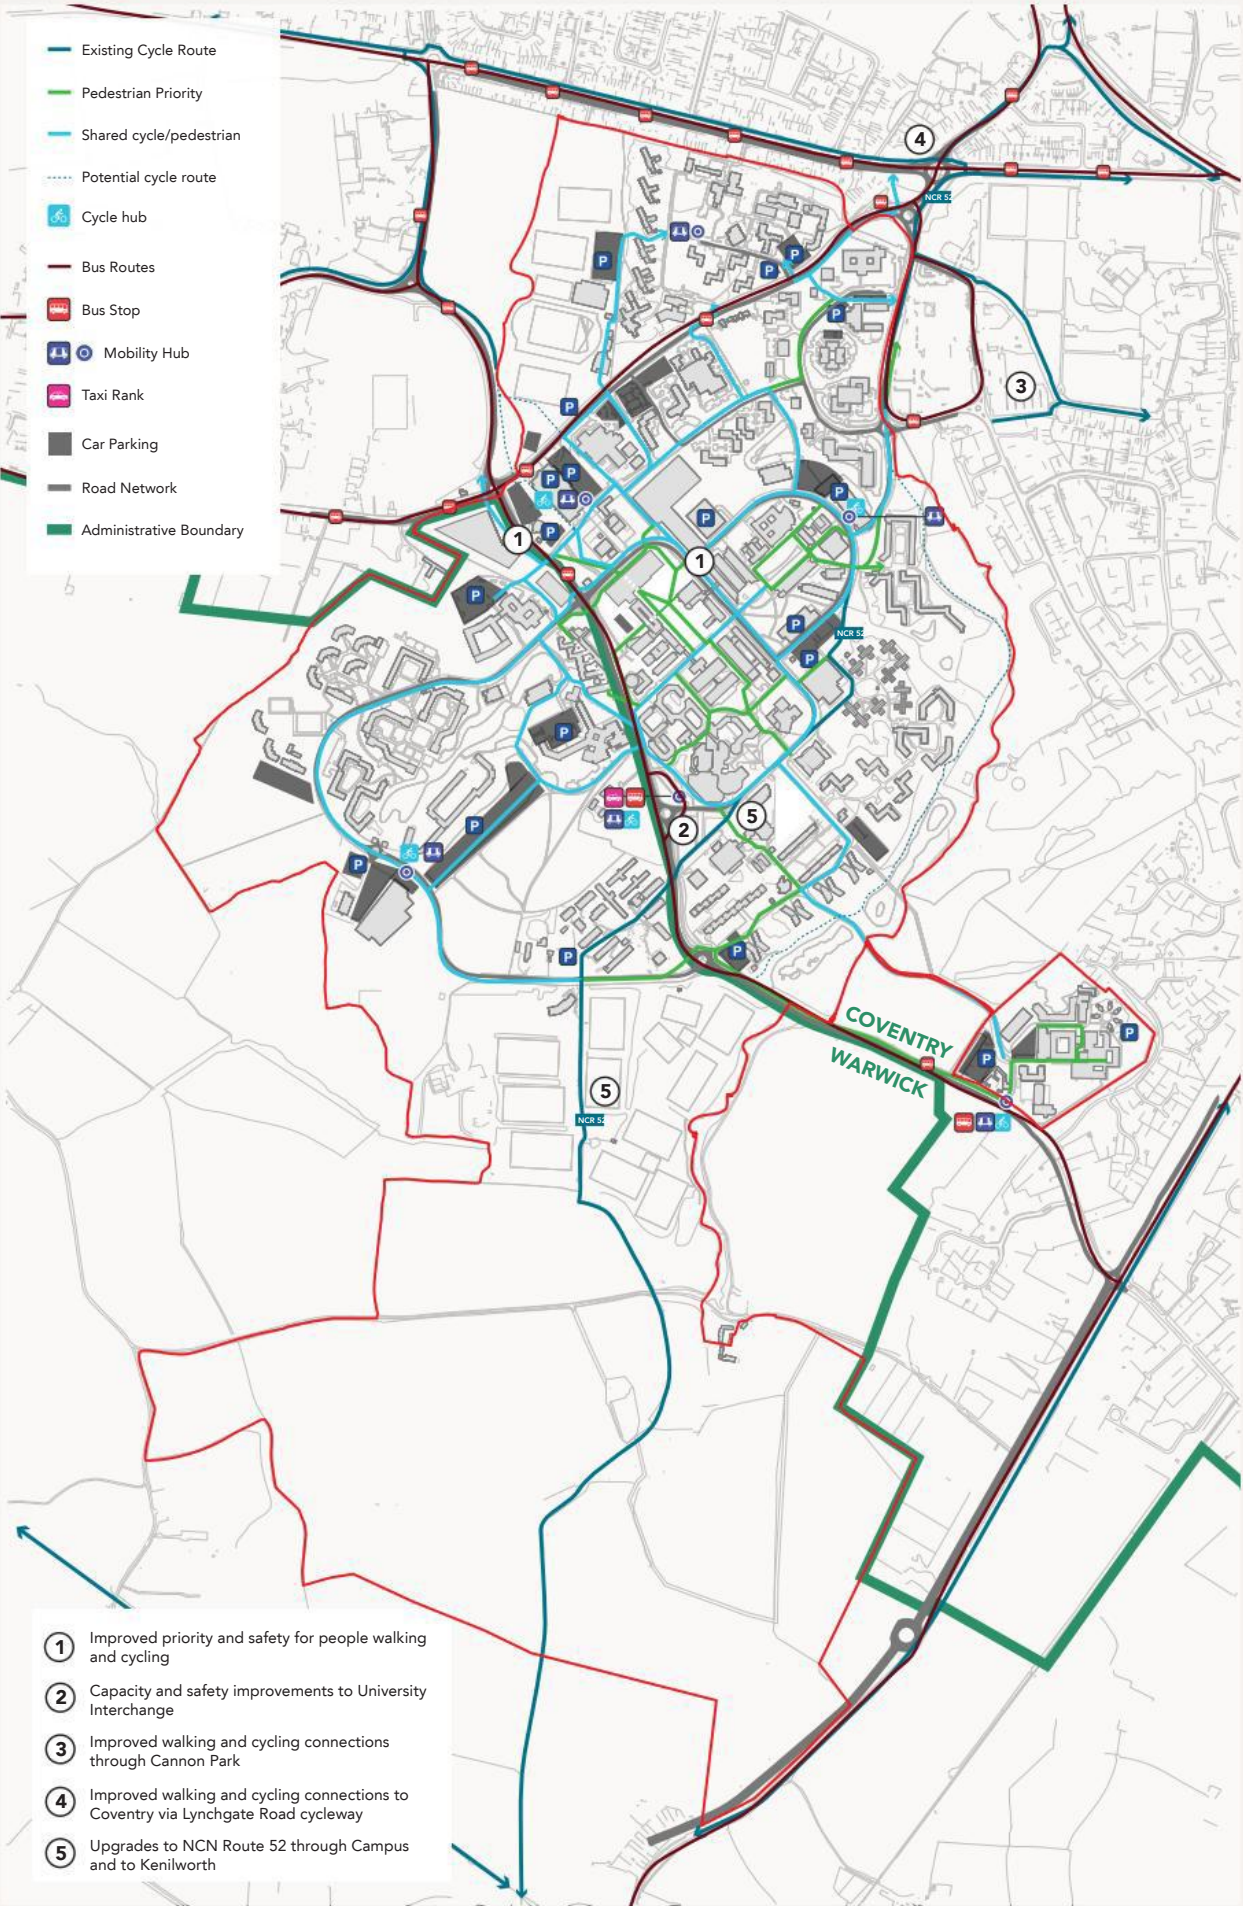 Existing Cycle Route
Pedestrian Priority
Shared cycle/pedestrian
Potential cycle route
Cycle hub
Bus Routes
Bus Stop
Mobility Hub
Taxi Rank
Car Parking
Road Network
Administrative Boundary
4
NCR 52
P
P
P
P
3
P
P
P
P
P
P
1
1
P
P
NCR 52
P
P
5
2
P
P
P
P
COVENTRY
WARWICK
P
P
5
NCR 52
1 Improved priority and safety for people walking
and cycling
2 Capacity and safety improvements to University
Interchange
3 Improved walking and cycling connections
through Cannon Park
4 Improved walking and cycling connections to
Coventry via Lynchgate Road cycleway
5 Upgrades to NCN Route 52 through Campus
and to Kenilworth